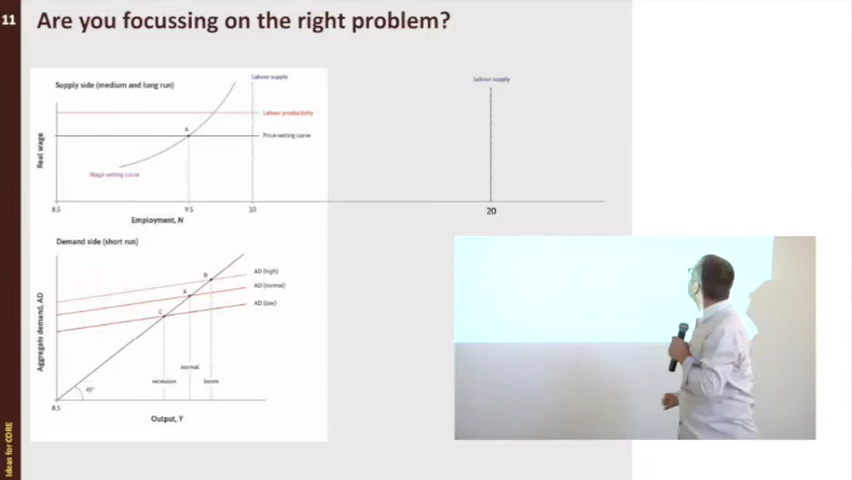 11
Are you focussing on the right problem?
Supply side (medium and long run)
Labour supply
Labour productivity
A
Price-setting curve
Real wage
Wage-setting curve
8.5
9.5
10
Employment, N
Labour supply
20
Demand side (short run)
B
AD (high)
A
AD (normal)
AD (low)
C
Aggregate demand, AD
normal
recession
boom
45°
8.5
Output, Y
Ideas for CORE